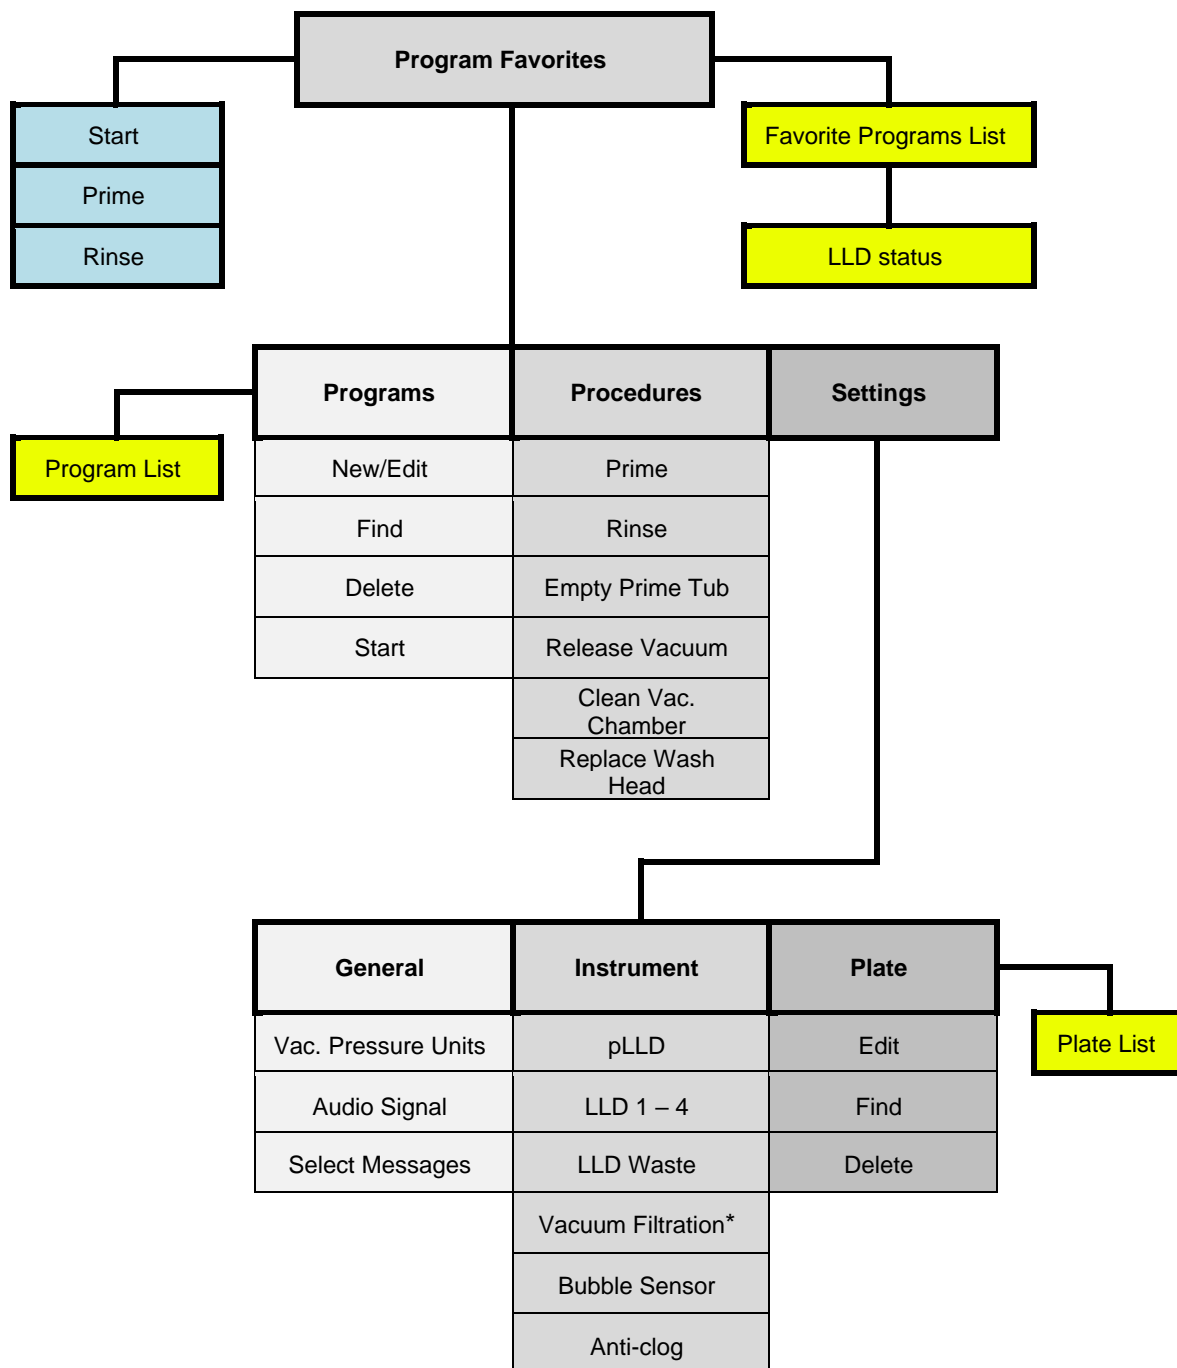 Program Favorites
Start
Prime
Rinse
Favorite Programs List
LLD status
Programs
Procedures
Settings
Program List
New/Edit
Prime
Find
Rinse
Delete
Empty Prime Tub
Start
Release Vacuum
Clean Vac.
Chamber
Replace Wash
Head
General
Instrument
Plate
Vac. Pressure Units
pLLD
Edit
Plate List
Audio Signal
LLD 1 – 4
Find
Select Messages
LLD Waste
Delete
Vacuum Filtration*
Bubble Sensor
Anti-clog